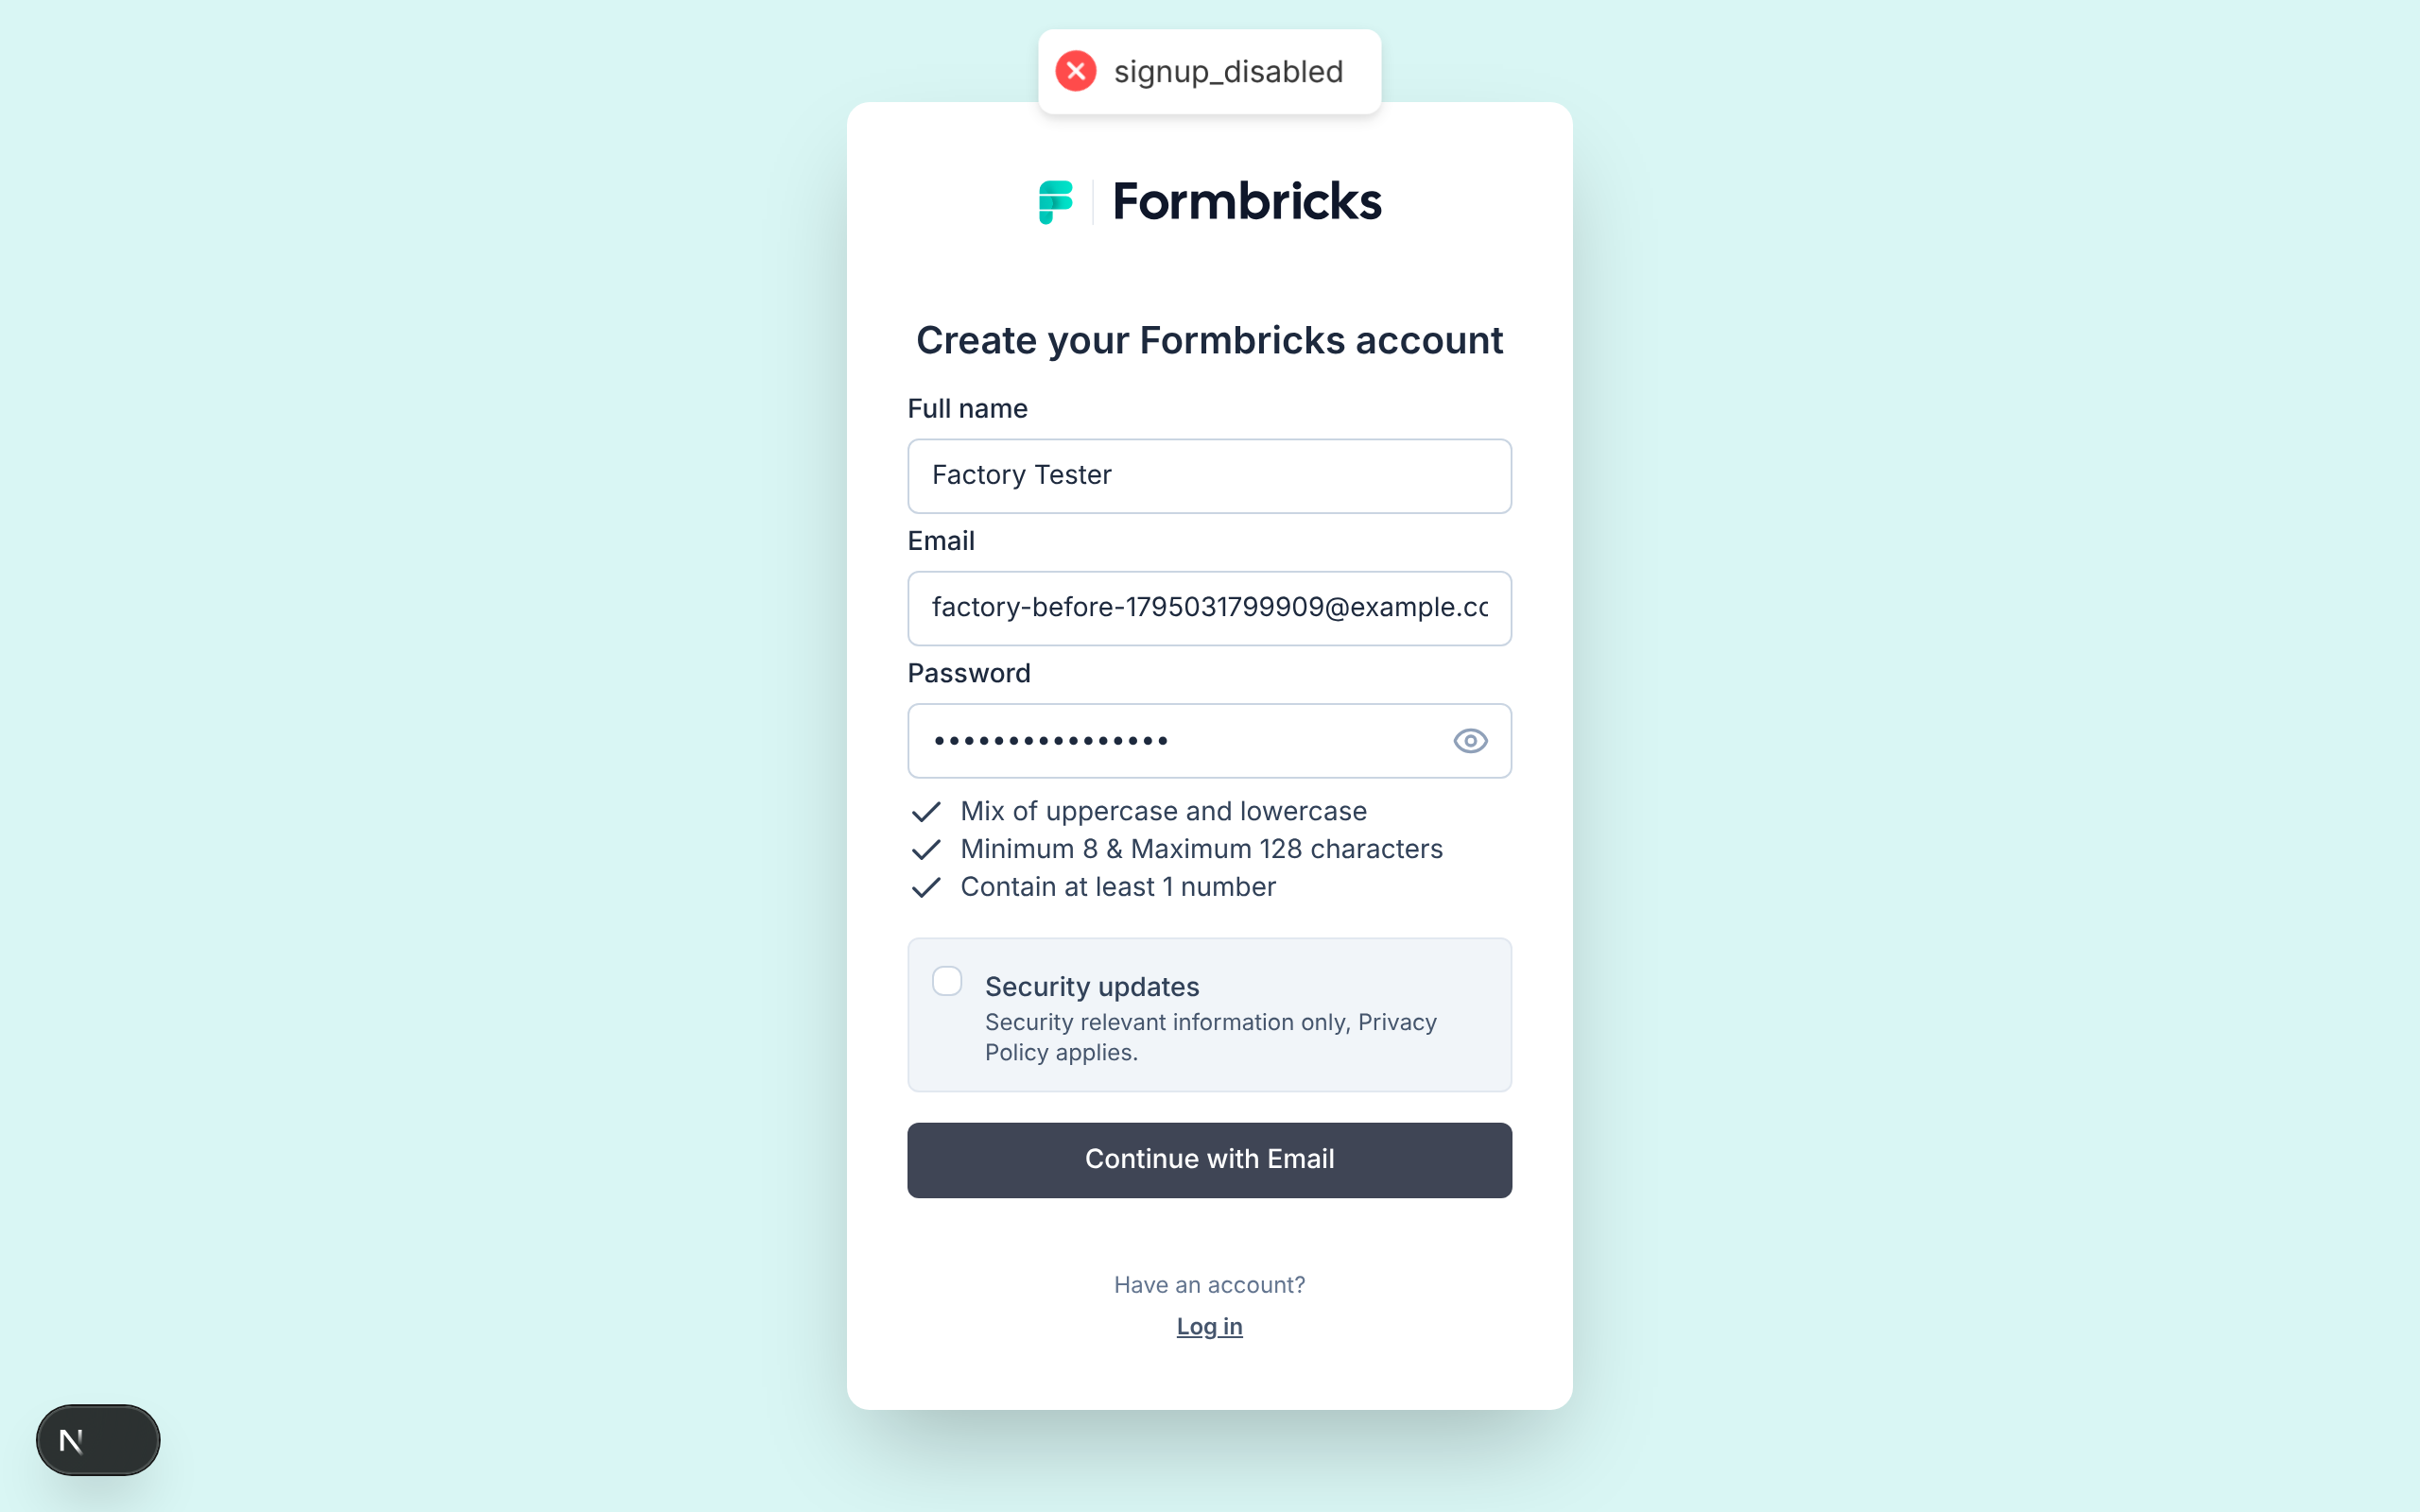 signup_disabled
Formbricks
Create your Formbricks account
Full name
Factory Tester
Email
factory-before-1795031799909@example.cc
Password
Mix of uppercase and lowercase
Minimum 8 & Maximum 128 characters
Contain at least 1 number
Security updates
Security relevant information only, Privacy
Policy applies.
Continue with Email
Have an account?
Log in
N